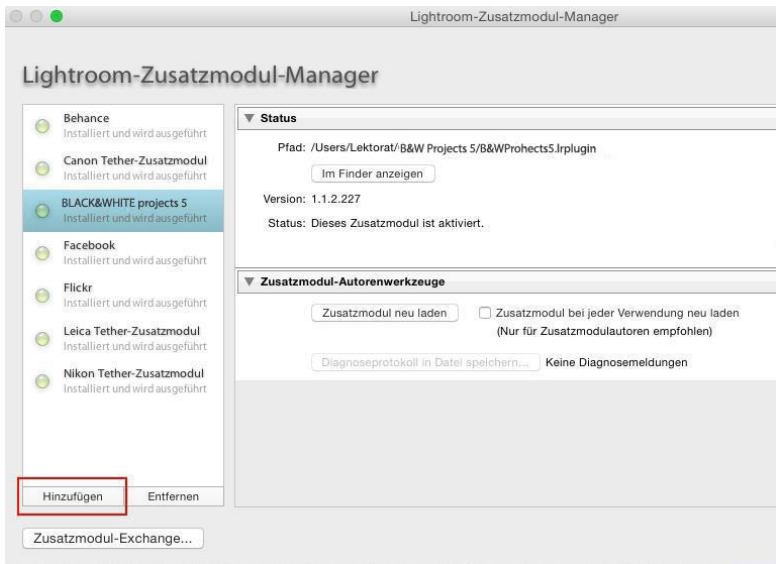 Lightroom-Zusatzmodul-Manager
Lightroom-Zusatzmodul-Manager
Behance
Installiert und wird ausgeführt
Canon Tether-Zusatzmodul
Installiert und wird ausgeführt
BLACK&WHITE projects 5
Installiert und wird ausgeführt
Facebook
Installiert und wird ausgeführt
Flickr
Installiert und wird ausgeführt
Leica Tether-Zusatzmodul
Installiert und wird ausgeführt
Nikon Tether-Zusatzmodul
Installiert und wird ausgeführt
Hinzufügen
Entfernen
Zusatzmodul-Exchange...
Status
Pfad: /Users/Lektorat/B&W Projects 5/B&WProhects5.lrplugin
Im Finder anzeigen
Version: 1.1.2.227
Status: Dieses Zusatzmodul ist aktiviert.
Zusatzmodul-Autorenwerkzeuge
Zusatzmodul neu laden
Zusatzmodul bei jeder Verwendung neu laden
(Nur für Zusatzmodulautoren empfohlen)
Diagnoseprotokoll in Datei speichern...
Keine Diagnosemeldungen